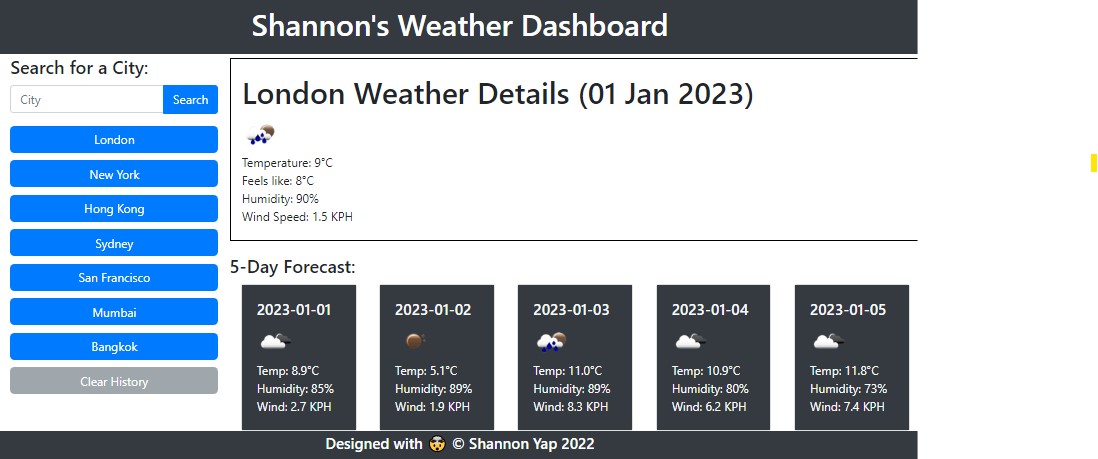 Shannon's Weather Dashboard
Search for a City:
City
Search
London
New York
Hong Kong
Sydney
San Francisco
Mumbai
Bangkok
Clear History
London Weather Details (01 Jan 2023)
Temperature: 9°C
Feels like: 8°C
Humidity: 90%
Wind Speed: 1.5 KPH
5-Day Forecast:
2023-01-01
Temp: 8.9°C
Humidity: 85%
Wind: 2.7 KPH
2023-01-02
Temp: 5.1°C
Humidity: 89%
Wind: 1.9 KPH
2023-01-03
Temp: 11.0°C
Humidity: 89%
Wind: 8.3 KPH
2023-01-04
Temp: 10.9°C
Humidity: 80%
Wind: 6.2 KPH
2023-01-05
Temp: 11.8°C
Humidity: 73%
Wind: 7.4 KPH
Designed with © Shannon Yap 2022